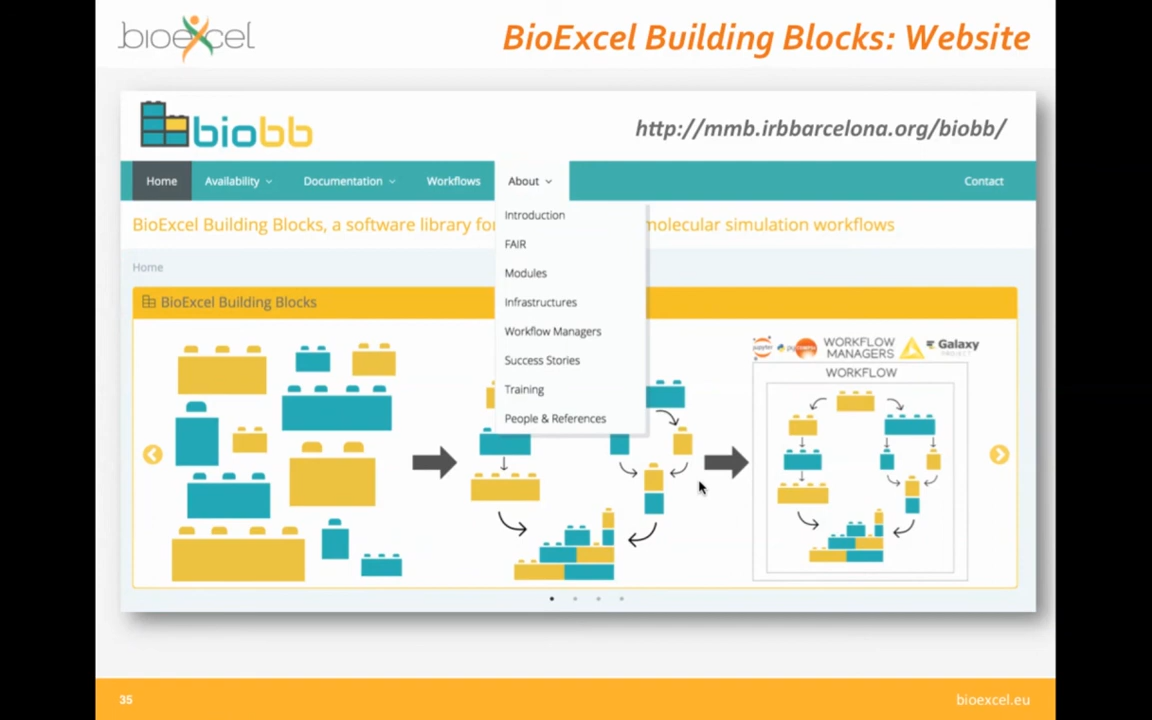 bioexcel
BioExcel Building Blocks: Website
biobb
http://mmb.irbbarcelona.org/biobb/
Home
Availability
Documentation
Workflows
About
Contact
BioExcel Building Blocks, a software library for
molecular simulation workflows
Introduction
FAIR
Modules
Infrastructures
Workflow Managers
Success Stories
Training
People & References
Home
BioExcel Building Blocks
jupyter
WORKFLOW
MANAGERS
Galaxy
PROJECT
WORKFLOW
35
bioexcel.eu